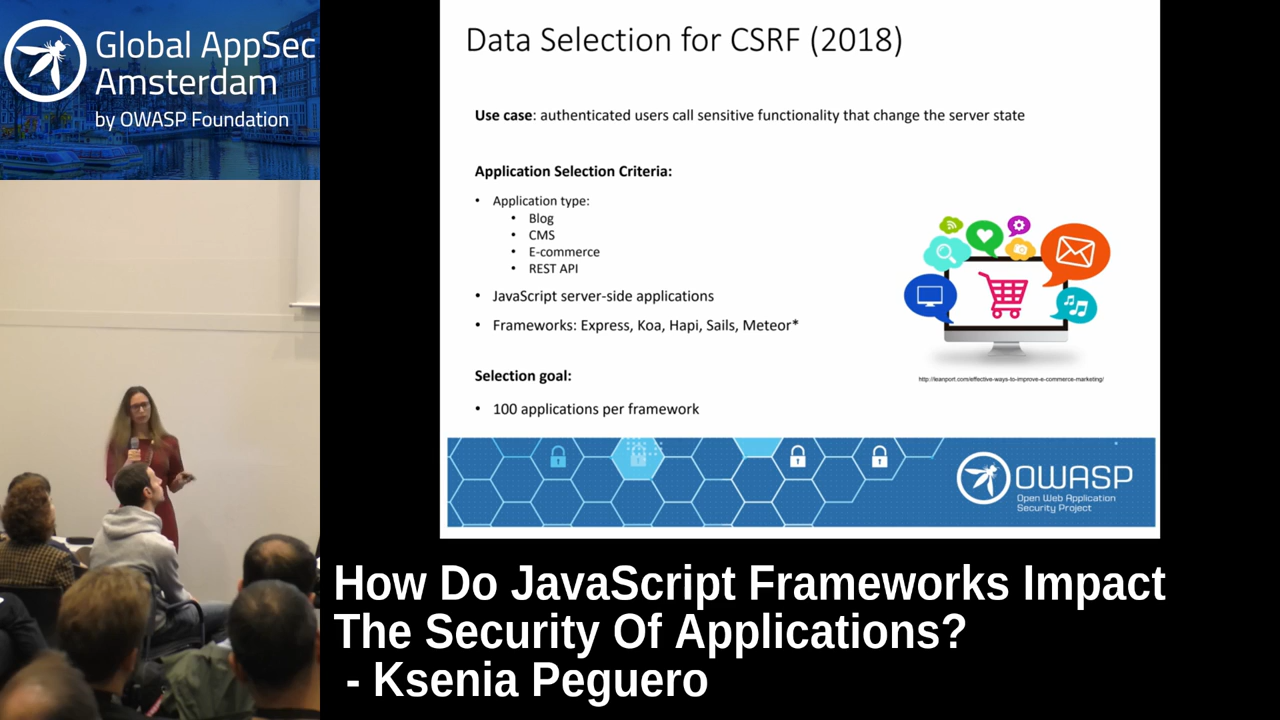 Global AppSec
Amsterdam
by OWASP Foundation
Data Selection for CSRF (2018)
Use case: authenticated users call sensitive functionality that change the server state
Application Selection Criteria:
• Application type:
• Blog
• CMS
• E-commerce
• REST API
• JavaScript server-side applications
• Frameworks: Express, Koa, Hapi, Sails, Meteor*
Selection goal:
• 100 applications per framework
http://leanport.com/effective-ways-to-improve-e-commerce-marketing/
OWASP
Open Web Application
Security Project
How Do JavaScript Frameworks Impact
The Security Of Applications?
- Ksenia Peguero